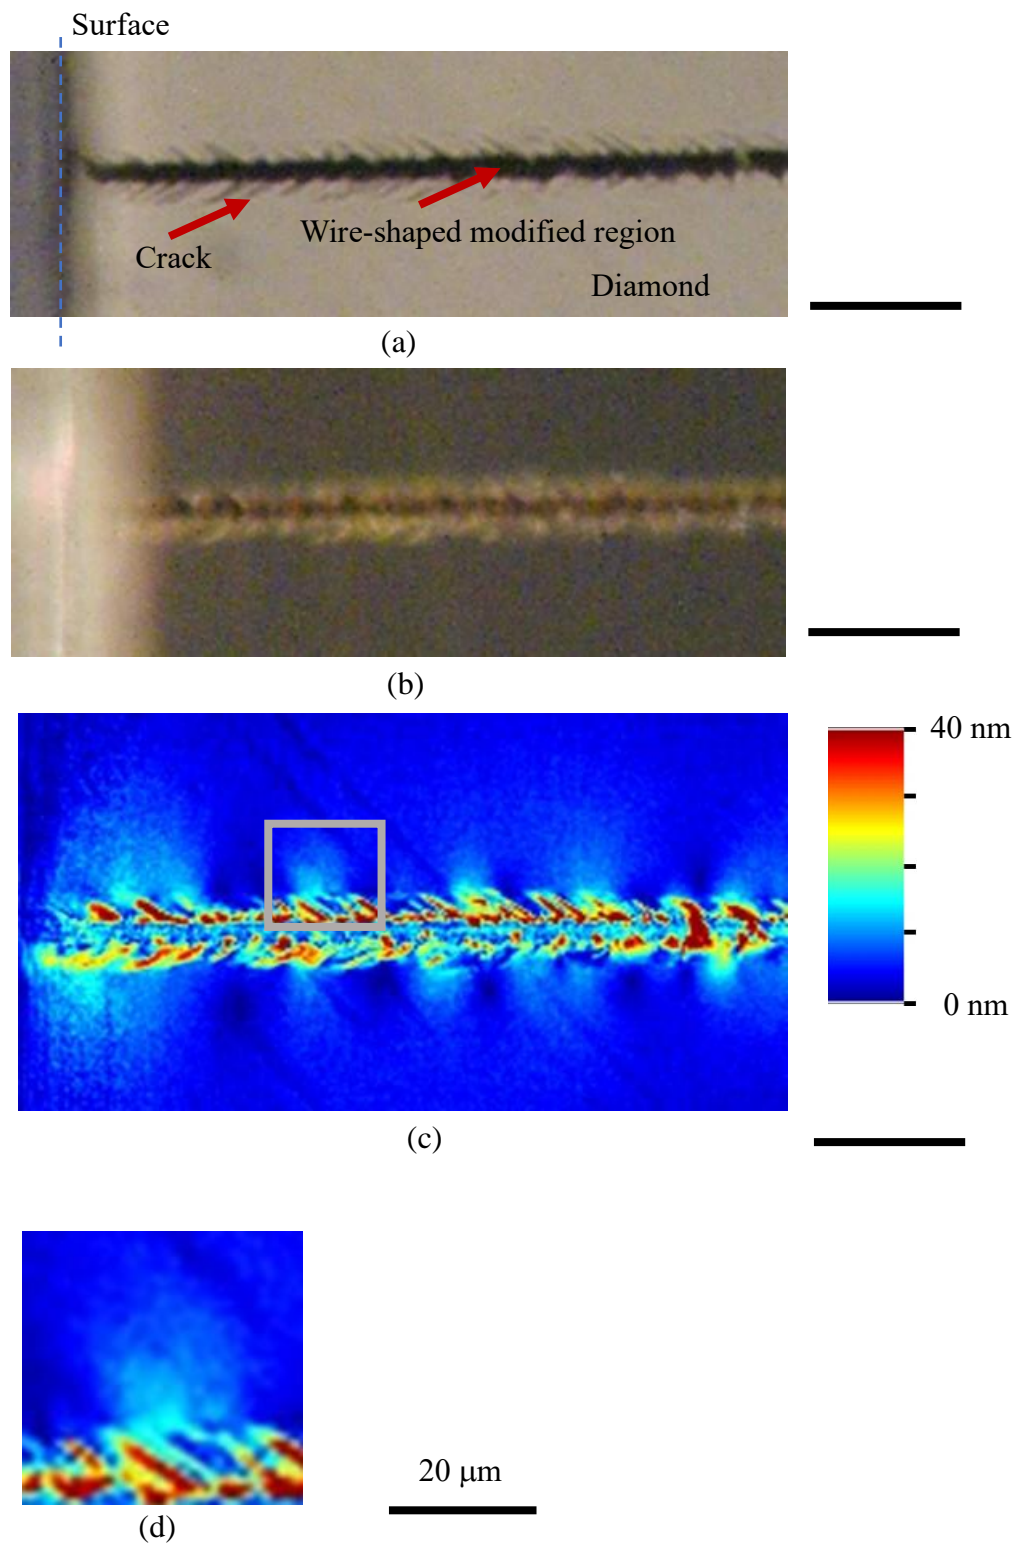 Surface
Crack
Wire-shaped modified region
Diamond
(a)
(b)
40 nm
0 nm
(c)
20 μm
(d)